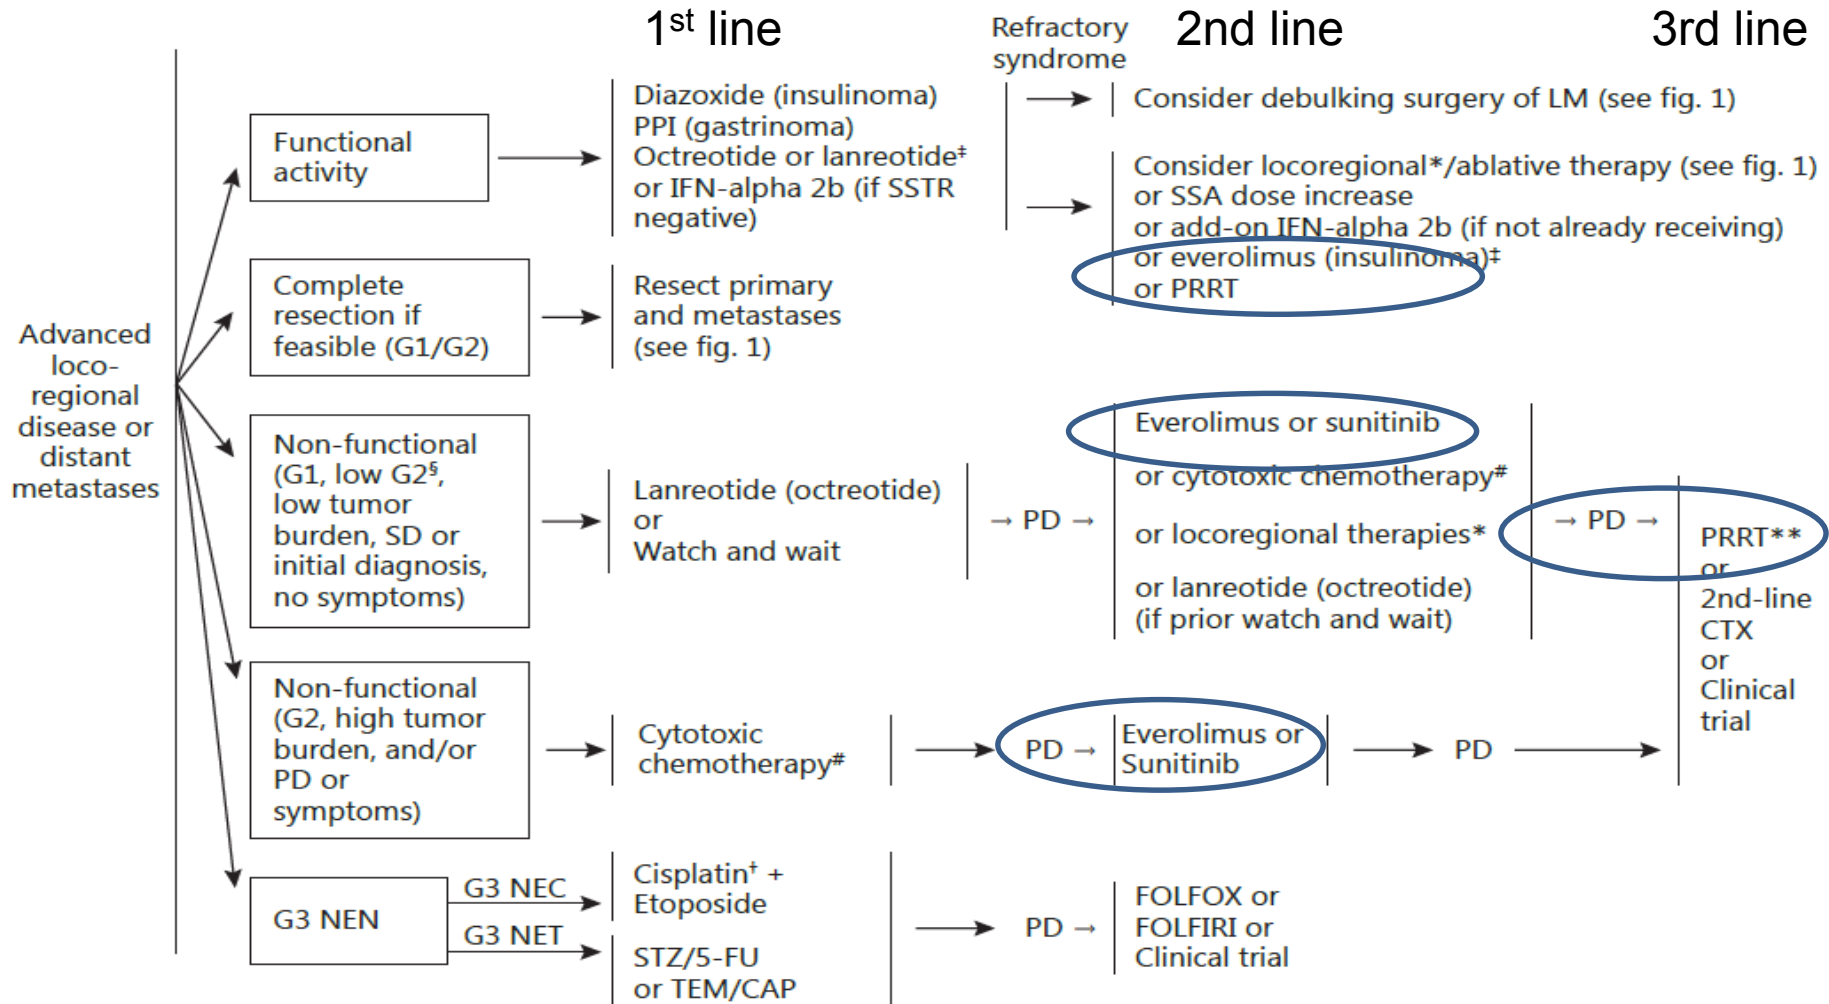 1st line
Refractory
syndrome
2nd line
3rd line
Advanced
loco-
regional
disease or
distant
metastases
Functional
activity
Diazoxide (insulinoma)
PPI (gastrinoma)
Octreotide or lanreotide‡
or IFN-alpha 2b (if SSTR
negative)
Consider debulking surgery of LM (see fig. 1)
Consider locoregional*/ablative therapy (see fig. 1)
or SSA dose increase
or add-on IFN-alpha 2b (if not already receiving)
or everolimus (insulinoma)‡
or PRRT
Complete
resection if
feasible (G1/G2)
Resect primary
and metastases
(see fig. 1)
Non-functional
(G1, low G2§,
low tumor
burden, SD or
initial diagnosis,
no symptoms)
Lanreotide (octreotide)
or
Watch and wait
→ PD →
Everolimus or sunitinib
or cytotoxic chemotherapy#
or locoregional therapies*
or lanreotide (octreotide)
(if prior watch and wait)
→ PD →
PRRT**
or
2nd-line
CTX
or
Clinical
trial
Non-functional
(G2, high tumor
burden, and/or
PD or
symptoms)
Cytotoxic
chemotherapy#
PD →
Everolimus or
Sunitinib
PD
G3 NEN
G3 NEC
Cisplatin† +
Etoposide
G3 NET
STZ/5-FU
or TEM/CAP
PD →
FOLFOX or
FOLFIRI or
Clinical trial